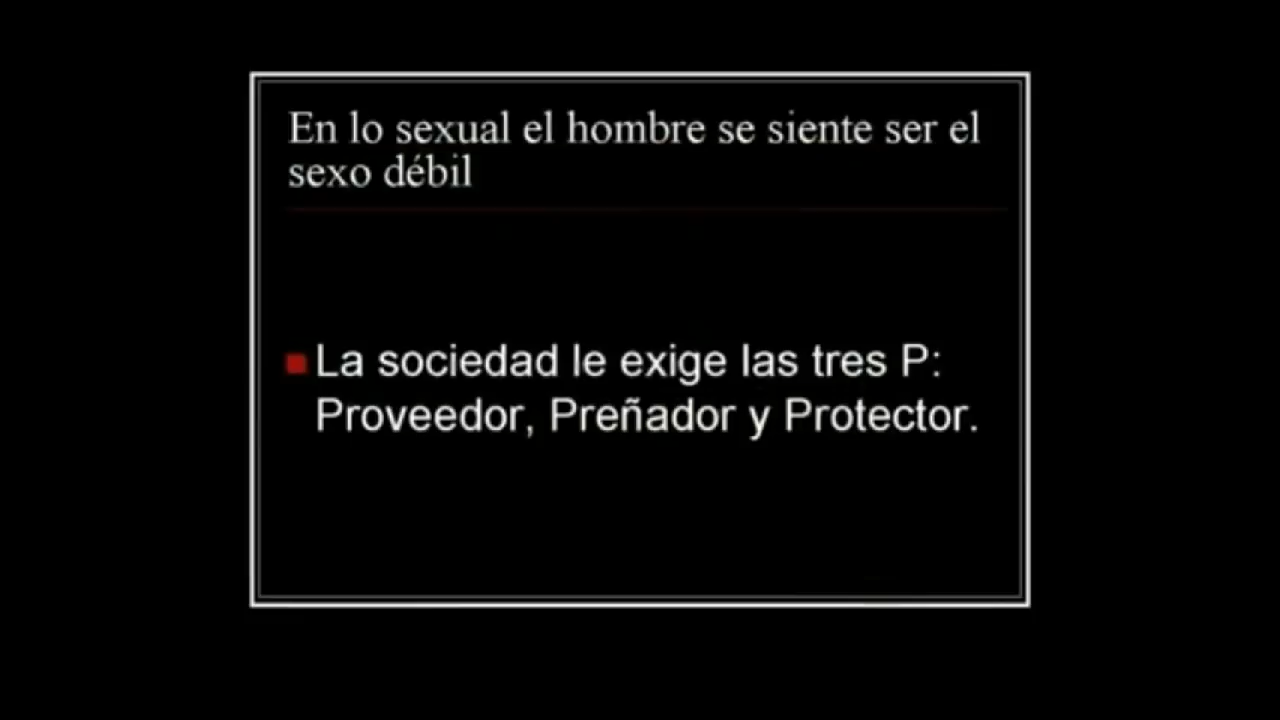 En lo sexual el hombre se siente ser el
sexo débil
La sociedad le exige las tres P:
Proveedor, Preñador y Protector.